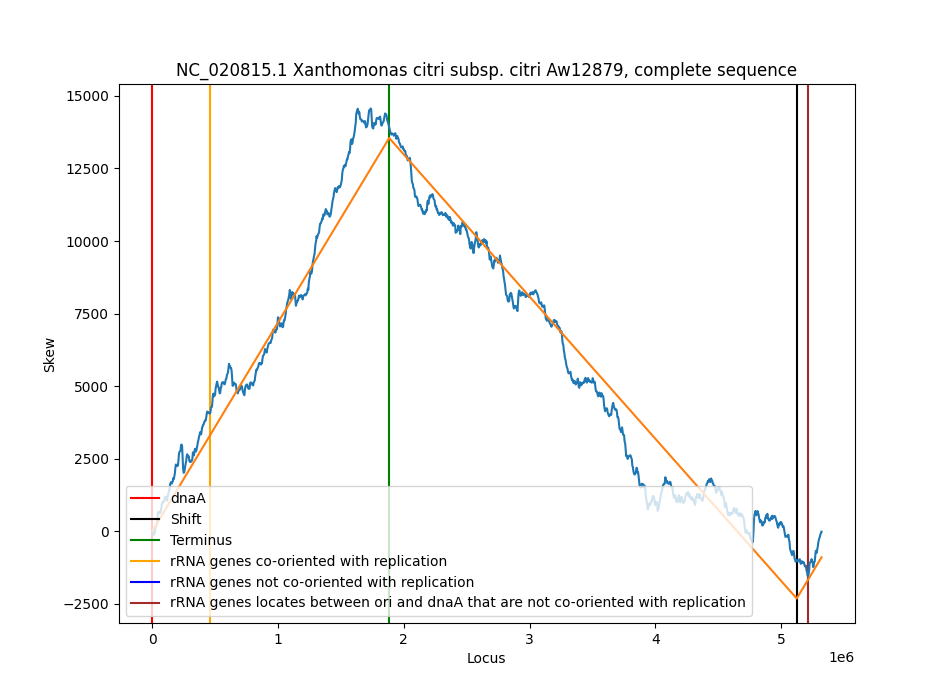 NC_020815.1 Xanthomonas citri subsp. citri Aw12879, complete sequence
15000
12500
10000
7500
5000
2500
0
−2500
Skew
dnaA
Shift
Terminus
rRNA genes co-oriented with replication
rRNA genes not co-oriented with replication
rRNA genes locates between ori and dnaA that are not co-oriented with replication
0 1 2 3 4 5
1e6
Locus